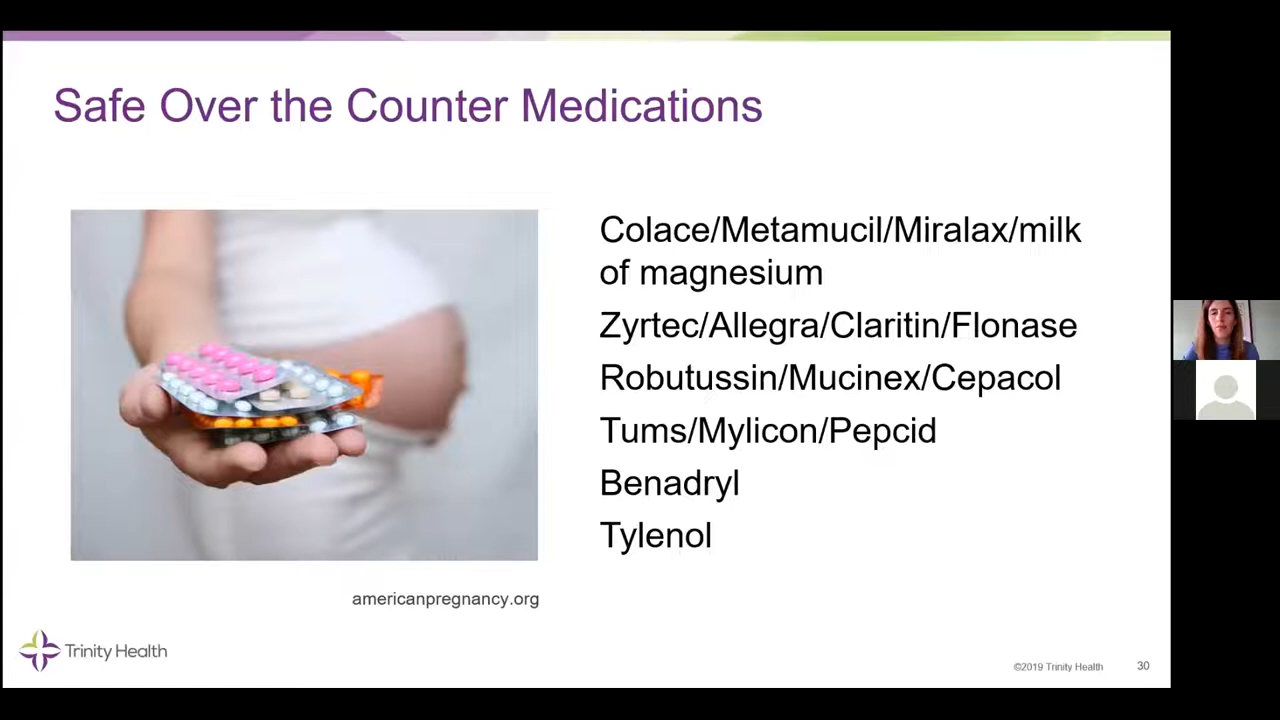 Safe Over the Counter Medications
Colace/Metamucil/Miralax/milk
of magnesium
Zyrtec/Allegra/Claritin/Flonase
Robutussin/Mucinex/Cepacol
Tums/Mylicon/Pepcid
Benadryl
Tylenol
americanpregnancy.org
Trinity Health
©2019 Trinity Health
30